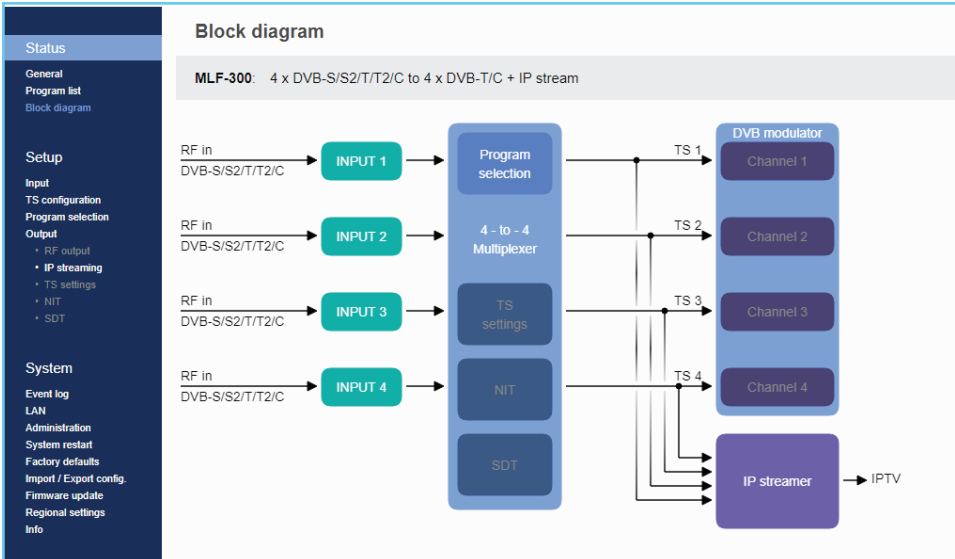 Status
General
Program list
Block diagram
Setup
Input
TS configuration
Program selection
Output
• RF output
• IP streaming
• TS settings
• NIT
• SDT
System
Event log
LAN
Administration
System restart
Factory defaults
Import / Export config.
Firmware update
Regional settings
Info
Block diagram
MLF-300: 4 x DVB-S/S2/T/T2/C to 4 x DVB-T/C + IP stream
RF in
DVB-S/S2/T/T2/C
INPUT 1
RF in
DVB-S/S2/T/T2/C
INPUT 2
RF in
DVB-S/S2/T/T2/C
INPUT 3
RF in
DVB-S/S2/T/T2/C
INPUT 4
Program
selection
4 - to - 4
Multiplexer
TS
settings
NIT
SDT
TS 1
TS 2
TS 3
TS 4
DVB modulator
Channel 1
Channel 2
Channel 3
Channel 4
IP streamer
IPTV